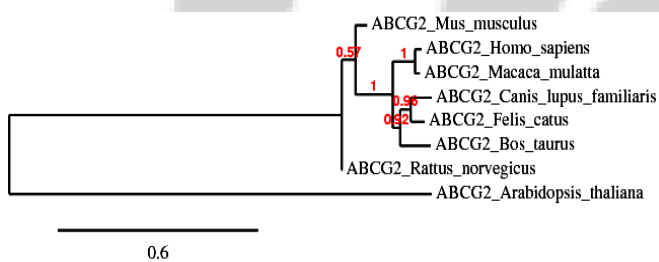 ABCG2_Mus_musculus
0.57
ABCG2_Homo_sapiens
1
ABCG2_Macaca_mulatta
1
ABCG2_Canis_lupus_familiaris
0.96
ABCG2_Felis_catus
0.92
ABCG2_Bos_taurus
ABCG2_Rattus_norvegicus
ABCG2_Arabidopsis_thaliana
0.6